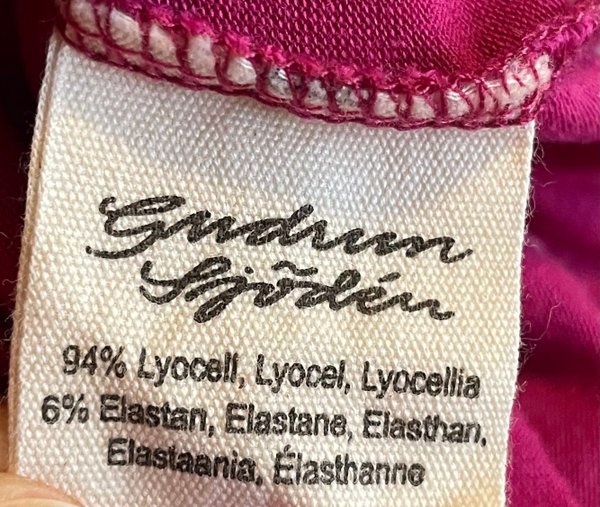 Gudrun
Sjödén
94% Lyocell, Lyocel, Lyocellia
6% Elastan, Elastane, Elasthan,
Elastaania, Élasthanne